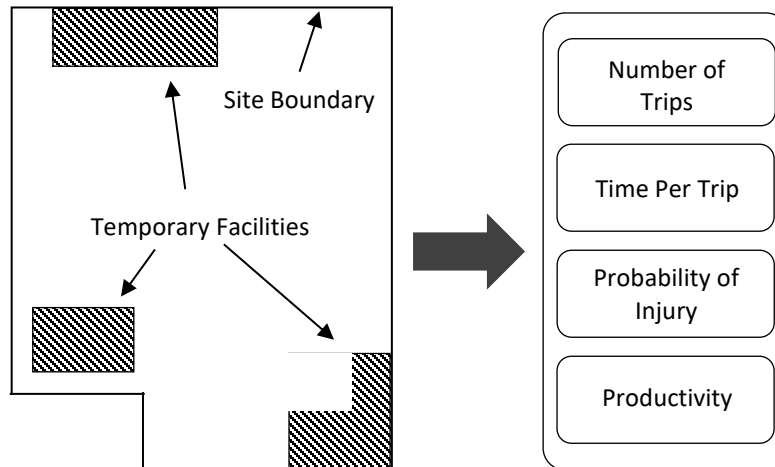 Site Boundary
Temporary Facilities
Number of
Trips
Time Per Trip
Probability of
Injury
Productivity